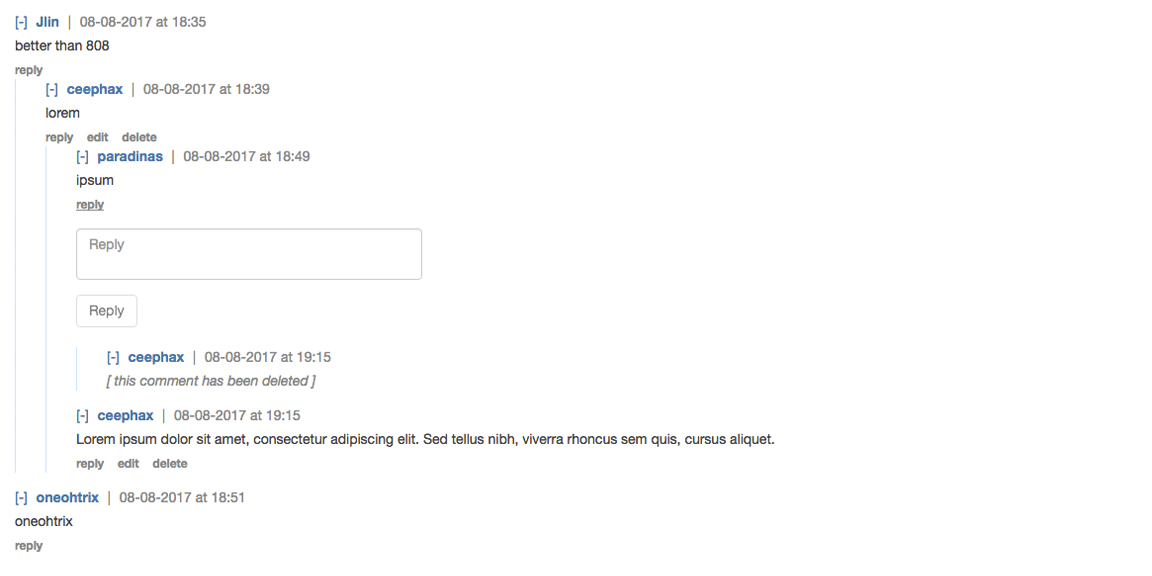 [-] Jlin | 08-08-2017 at 18:35
better than 808
reply
[-] ceephax | 08-08-2017 at 18:39
lorem
reply edit delete
[-] paradinas | 08-08-2017 at 18:49
ipsum
reply
Reply
Reply
[-] ceephax | 08-08-2017 at 19:15
[ this comment has been deleted ]
[-] ceephax | 08-08-2017 at 19:15
Lorem ipsum dolor sit amet, consectetur adipiscing elit. Sed tellus nibh, viverra rhoncus sem quis, cursus aliquet.
reply edit delete
[-] oneohtrix | 08-08-2017 at 18:51
oneohtrix
reply